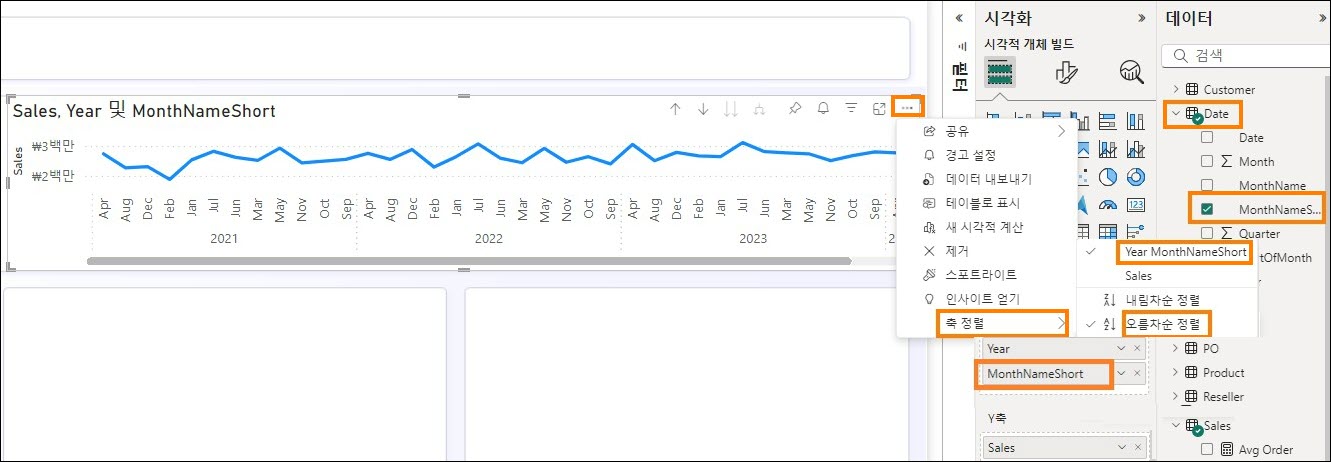 시각화
데이터
시각적 개체 빌드
필터
검색
Customer
Date
Date
Month
MonthName
MonthNameS...
Quarter
rtOfMonth
PO
Product
Reseller
Sales
Avg Order
Sales, Year 및 MonthNameShort
Sales
₩3백만
₩2백만
Apr Aug Dec Feb Jan Jul Jun Mar May Nov Oct Sep Apr Aug Dec Feb Jan Jul Jun Mar May Nov Oct Sep Apr Aug Dec Feb Jan Jul Jun Mar May Nov Oct Sep
2021 2022 2023
공유
경고 설정
데이터 내보내기
테이블로 표시
새 시각적 계산
제거
스포트라이트
인사이트 얻기
축 정렬
Year MonthNameShort
Sales
내림차순 정렬
오름차순 정렬
123
Year
MonthNameShort
Y축
Sales